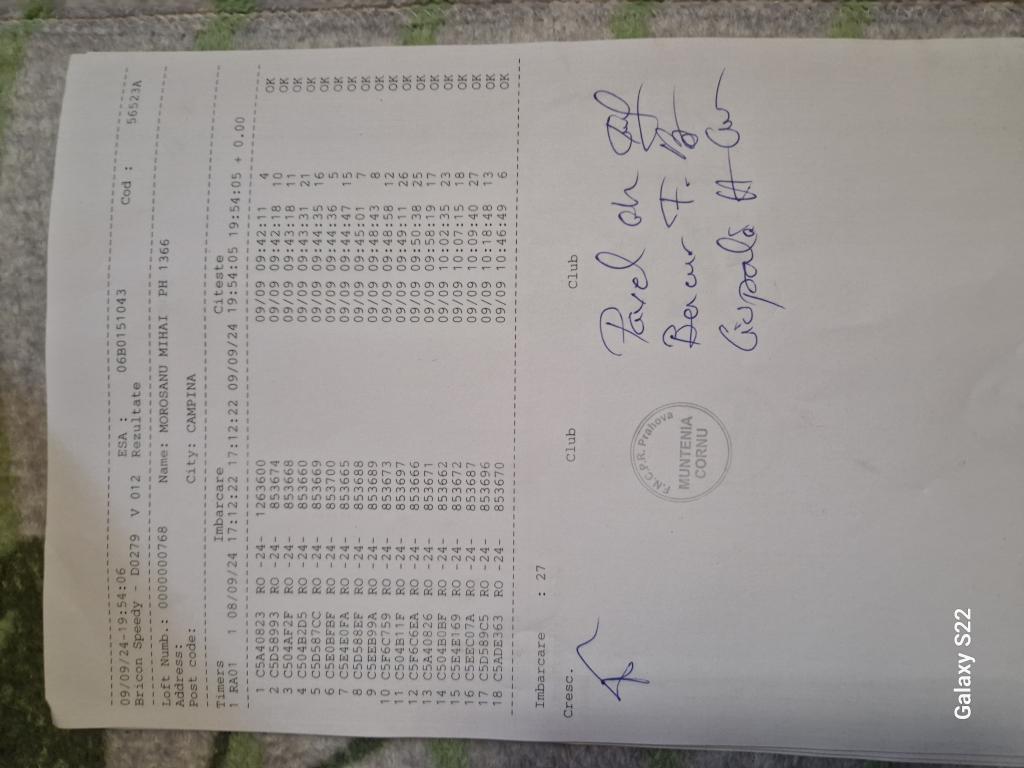 09/09/24-19:54:06
Bricon Speedy - D0279 V 012 ESA : 06B0151043 Cod : 56523A
Rezultate
Loft Numb.: 0000000768 Name: MOROSANU MIHAI PH 1366
Address:
Post code: City: CAMPINA
Timers Imbarcare Citeste
1 RA01 1 08/09/24 17:12:22 17:12:22 09/09/24 19:54:05 19:54:05 + 0.00
1 C5A40823 RO -24- 1263600 09/09 09:42:11 4 OK
2 C5D58993 RO -24- 853674 09/09 09:42:18 10 OK
3 C504AF2F RO -24- 853668 09/09 09:43:18 11 OK
4 C504B2D5 RO -24- 853660 09/09 09:43:31 21 OK
5 C5D587CC RO -24- 853669 09/09 09:44:35 16 OK
6 C5E0BFBF RO -24- 853700 09/09 09:44:36 5 OK
7 C5E4E0FA RO -24- 853665 09/09 09:44:47 15 OK
8 C5D588EF RO -24- 853688 09/09 09:45:01 7 OK
9 C5EEB99A RO -24- 853689 09/09 09:48:43 8 OK
10 C5F6C759 RO -24- 853673 09/09 09:48:58 12 OK
11 C504B11F RO -24- 853697 09/09 09:49:11 26 OK
12 C5F6C6EA RO -24- 853666 09/09 09:50:38 25 OK
13 C5A40826 RO -24- 853671 09/09 09:58:19 17 OK
14 C504B0BF RO -24- 853662 09/09 10:02:35 23 OK
15 C5E4E169 RO -24- 853672 09/09 10:07:15 18 OK
16 C5EEC07A RO -24- 853687 09/09 10:09:40 27 OK
17 C5D589C5 RO -24- 853696 09/09 10:18:48 13 OK
18 C5ADE363 RO -24- 853670 09/09 10:46:49 6 OK
Imbarcare : 27
Cresc. Club Club
F.N.C.P.R. Prahova
MUNTENIA
CORNU
Pavel
Galaxy S22